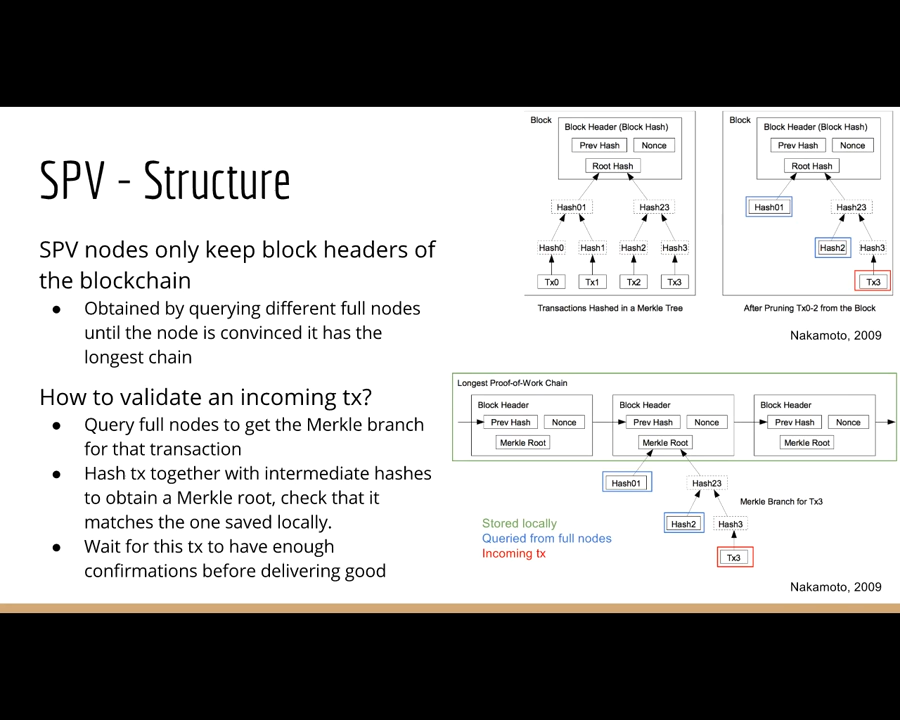 SPV - Structure
SPV nodes only keep block headers of
the blockchain
● Obtained by querying different full nodes
until the node is convinced it has the
longest chain
How to validate an incoming tx?
● Query full nodes to get the Merkle branch
for that transaction
● Hash tx together with intermediate hashes
to obtain a Merkle root, check that it
matches the one saved locally.
● Wait for this tx to have enough
confirmations before delivering good
Block
Block Header (Block Hash)
Prev Hash Nonce
Root Hash
Hash01 Hash23
Hash0 Hash1 Hash2 Hash3
Tx0 Tx1 Tx2 Tx3
Transactions Hashed in a Merkle Tree
Block
Block Header (Block Hash)
Prev Hash Nonce
Root Hash
Hash01 Hash23
Hash2 Hash3
Tx3
After Pruning Tx0-2 from the Block
Nakamoto, 2009
Longest Proof-of-Work Chain
Block Header Block Header Block Header
Prev Hash Nonce Prev Hash Nonce Prev Hash Nonce
Merkle Root Merkle Root Merkle Root
Hash01 Hash23
Merkle Branch for Tx3
Hash2 Hash3
Tx3
Stored locally
Queried from full nodes
Incoming tx
Nakamoto, 2009